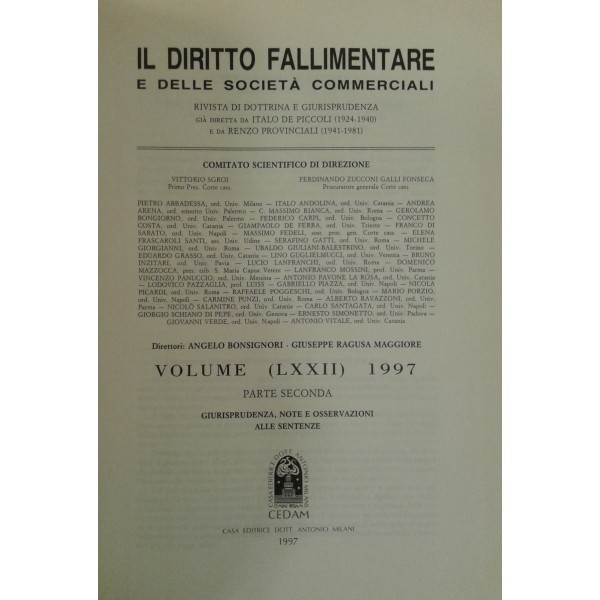 IL DIRITTO FALLIMENTARE
E DELLE SOCIETÀ COMMERCIALI
RIVISTA DI DOTTRINA E GIURISPRUDENZA
GIÀ DIRETTA DA ITALO DE PICCOLI (1924-1940)
E DA RENZO PROVINCIALI (1941-1981)
COMITATO SCIENTIFICO DI DIREZIONE
VITTORIO SGROI
Primo Pres. Corte cass.
FERDINANDO ZUCCONI GALLI FONSECA
Procuratore generale Corte cass.
PIETRO ABBADESSA, ord. Univ. Milano — ITALO ANDOLINA, ord. Univ. Catania — ANDREA
ARENA, ord. emerito Univ. Palermo — C. MASSIMO BIANCA, ord. Univ. Roma — GEROLAMO
BONGIORNO, ord. Univ. Palermo — FEDERICO CARPI, ord. Univ. Bologna — CONCETTO
COSTA, ord. Univ. Catania — GIAMPAOLO DE FERRA, ord. Univ. Trieste — FRANCO DI
SABATO, ord. Univ. Napoli — MASSIMO FEDELI, sost. proc. gen. Corte cass. — ELENA
FRASCAROLI SANTI, ass. Univ. Udine — SERAFINO GATTI, ord. Univ. Roma — MICHELE
GIORGIANNI, ord. Univ. Roma — UBALDO GIULIANI-BALESTRINO, ord. Univ. Torino —
EDOARDO GRASSO, ord. Univ. Catania — LINO GUGLIELMUCCI, ord. Univ. Venezia — BRUNO
INZITARI, ord. Univ. Pavia — LUCIO LANFRANCHI, ord. Univ. Roma — DOMENICO
MAZZOCCA, pres. trib. S. Maria Capua Vetere — LANFRANCO MOSSINI, prof. Univ. Parma —
VINCENZO PANUCCIO, ord. Univ. Messina — ANTONIO PAVONE LA ROSA, ord. Univ. Catania
— LODOVICO PAZZAGLIA, prof. LUISS — GABRIELLO PIAZZA, ord. Univ. Napoli — NICOLA
PICARDI, ord. Univ. Roma — RAFFAELE POGGESCHI, ord. Univ. Bologna — MARIO PORZIO,
ord. Univ. Napoli — CARMINE PUNZI, ord. Univ. Roma — ALBERTO RAVAZZONI, ord. Univ.
Parma — NICOLÒ SALANITRO, ord. Univ. Catania — CARLO SANTAGATA, ord. Univ. Napoli —
GIORGIO SCHIANO DI PEPE, ord. Univ. Genova — ERNESTO SIMONETTO, ord. Univ. Padova —
GIOVANNI VERDE, ord. Univ. Napoli — ANTONIO VITALE, ord. Univ. Catania
Direttori: ANGELO BONSIGNORI - GIUSEPPE RAGUSA MAGGIORE
VOLUME (LXXII) 1997
PARTE SECONDA
GIURISPRUDENZA, NOTE E OSSERVAZIONI
ALLE SENTENZE
CASA EDITRICE DOTT. ANTONIO MILANI
CEDAM
CASA EDITRICE DOTT. ANTONIO MILANI
1997